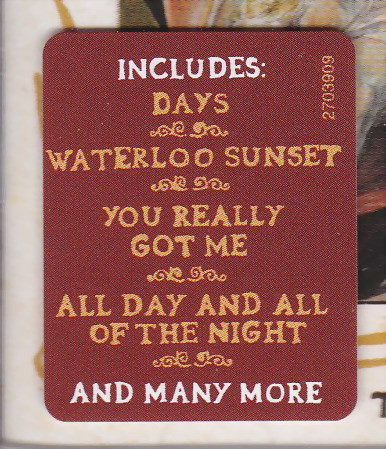 INCLUDES:
2703909
DAYS
WATERLOO SUNSET
YOU REALLY
GOT ME
ALL DAY AND ALL
OF THE NIGHT
AND MANY MORE
T